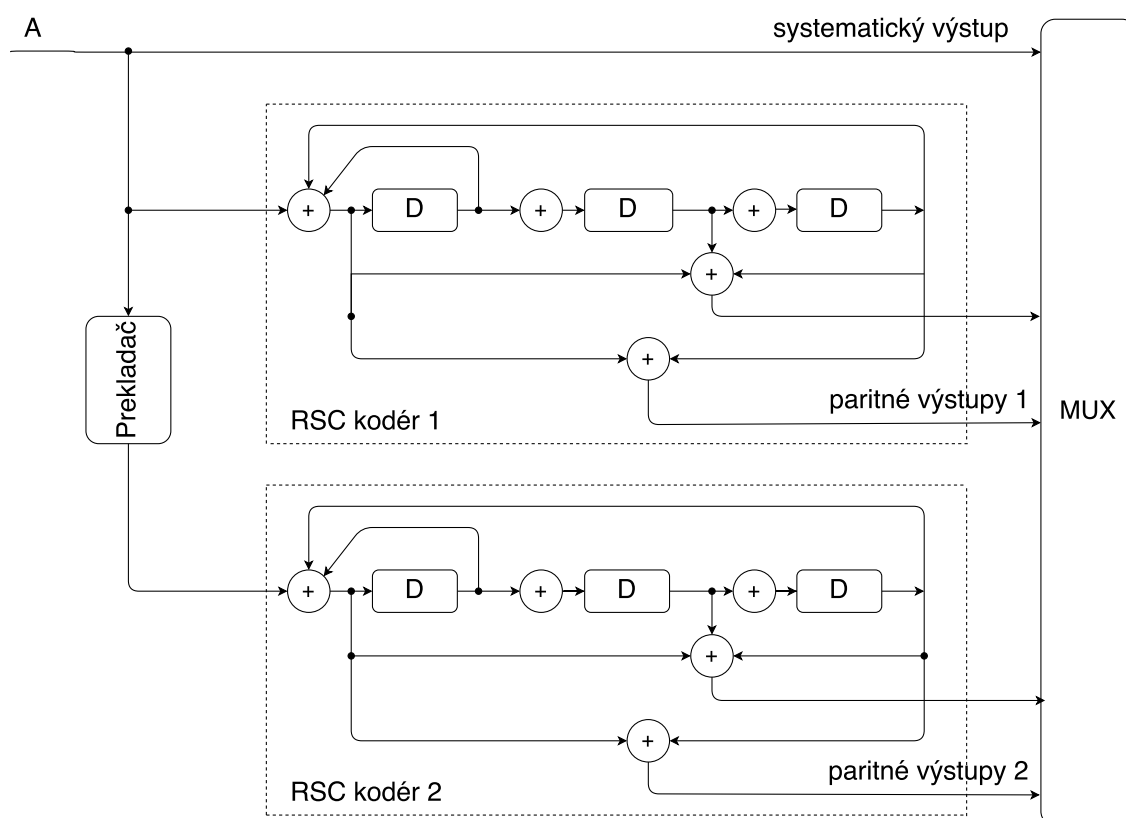 A
systematický výstup
+
D
+
D
+
D
+
+
Prekladač
paritné výstupy 1
RSC kodér 1
MUX
+
D
+
D
+
D
+
+
paritné výstupy 2
RSC kodér 2